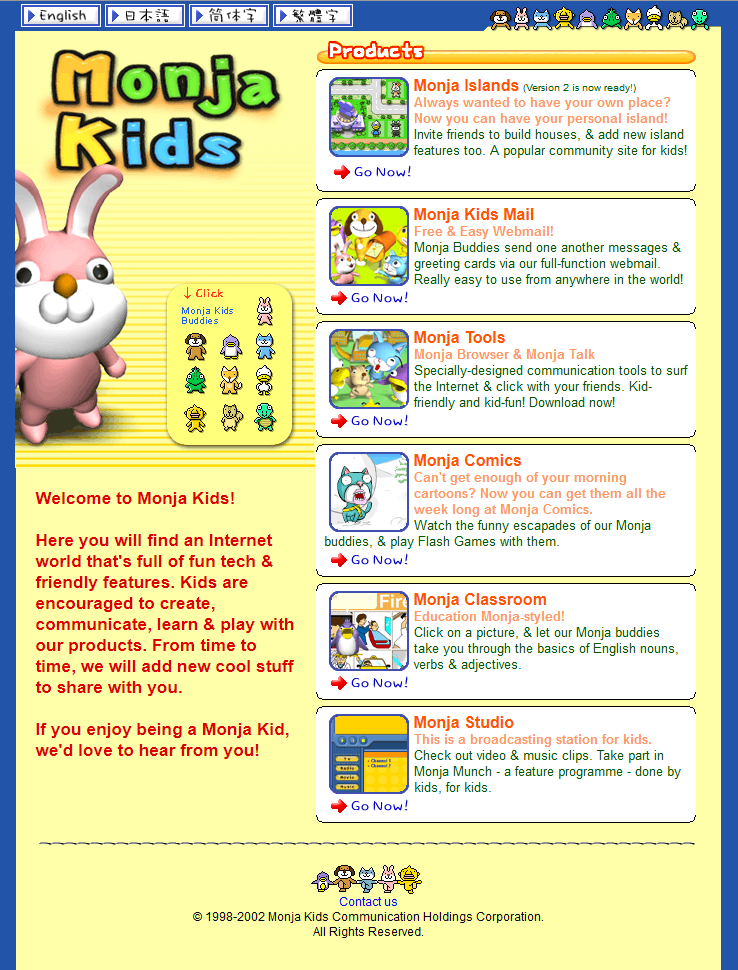 English
日本語
简体字
繁體字
Monja
Kids
↓ Click
Monja Kids
Buddies
Welcome to Monja Kids!
Here you will find an Internet
world that's full of fun tech &
friendly features. Kids are
encouraged to create,
communicate, learn & play with
our products. From time to
time, we will add new cool stuff
to share with you.
If you enjoy being a Monja Kid,
we'd love to hear from you!
Products
Monja Islands (Version 2 is now ready!)
Always wanted to have your own place?
Now you can have your personal island!
Invite friends to build houses, & add new island
features too. A popular community site for kids!
Go Now!
Monja Kids Mail
Free & Easy Webmail!
Monja Buddies send one another messages &
greeting cards via our full-function webmail.
Really easy to use from anywhere in the world!
Go Now!
Monja Tools
Monja Browser & Monja Talk
Specially-designed communication tools to surf
the Internet & click with your friends. Kid-
friendly and kid-fun! Download now!
Go Now!
Monja Comics
Can't get enough of your morning
cartoons? Now you can get them all the
week long at Monja Comics.
Watch the funny escapades of our Monja
buddies, & play Flash Games with them.
Go Now!
Fire
Monja Classroom
Education Monja-styled!
Click on a picture, & let our Monja buddies
take you through the basics of English nouns,
verbs & adjectives.
Go Now!
Monja Studio
This is a broadcasting station for kids.
Check out video & music clips. Take part in
Monja Munch - a feature programme - done by
kids, for kids.
Go Now!
Contact us
© 1998-2002 Monja Kids Communication Holdings Corporation.
All Rights Reserved.